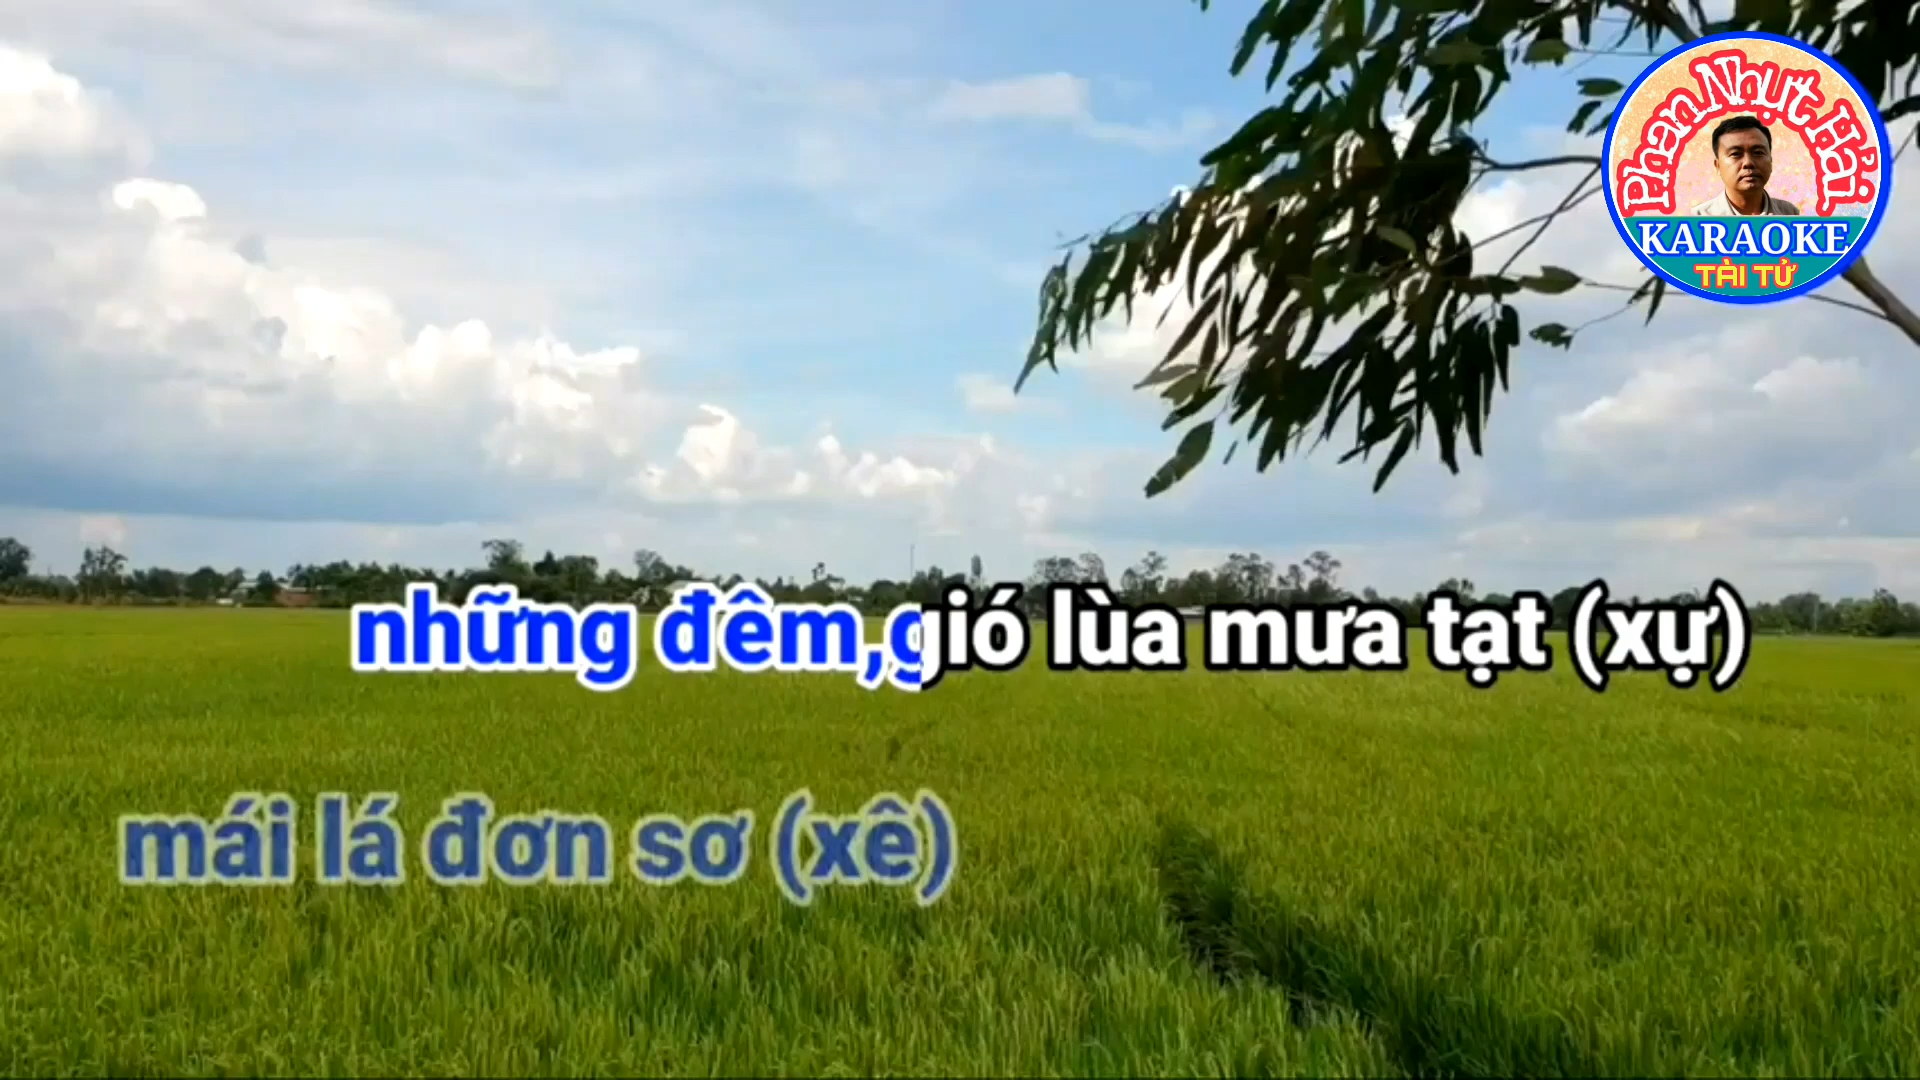 Phan Nhựt Hải
KARAOKE
TÀI TỬ
những đêm,gió lùa mưa tạt (xự)
mái lá đơn sơ (xê)